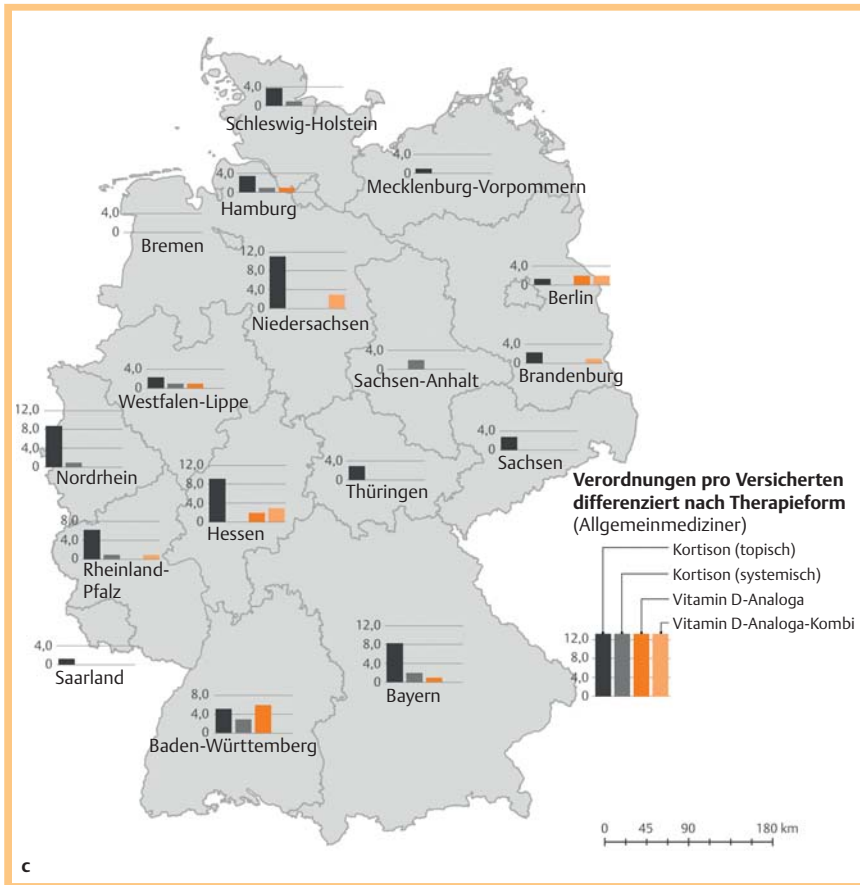 4,0
0
Schleswig-Holstein
4,0
0
Mecklenburg-Vorpommern
4,0
0
Hamburg
4,0
0
Bremen
12,0
8,0
4,0
0
Niedersachsen
4,0
0
Berlin
4,0
0
Westfalen-Lippe
4,0
0
Sachsen-Anhalt
4,0
0
Brandenburg
12,0
8,0
4,0
0
Nordrhein
12,0
8,0
4,0
0
Hessen
4,0
0
Thüringen
4,0
0
Sachsen
8,0
4,0
0
Rheinland-
Pfalz
4,0
0
Saarland
8,0
4,0
0
Baden-Württemberg
12,0
8,0
4,0
0
Bayern
Verordnungen pro Versicherten
differenziert nach Therapieform
(Allgemeinmediziner)
Kortison (topisch)
Kortison (systemisch)
Vitamin D-Analoga
Vitamin D-Analoga-Kombi
12,0
8,0
4,0
0
0 45 90 180 km
c